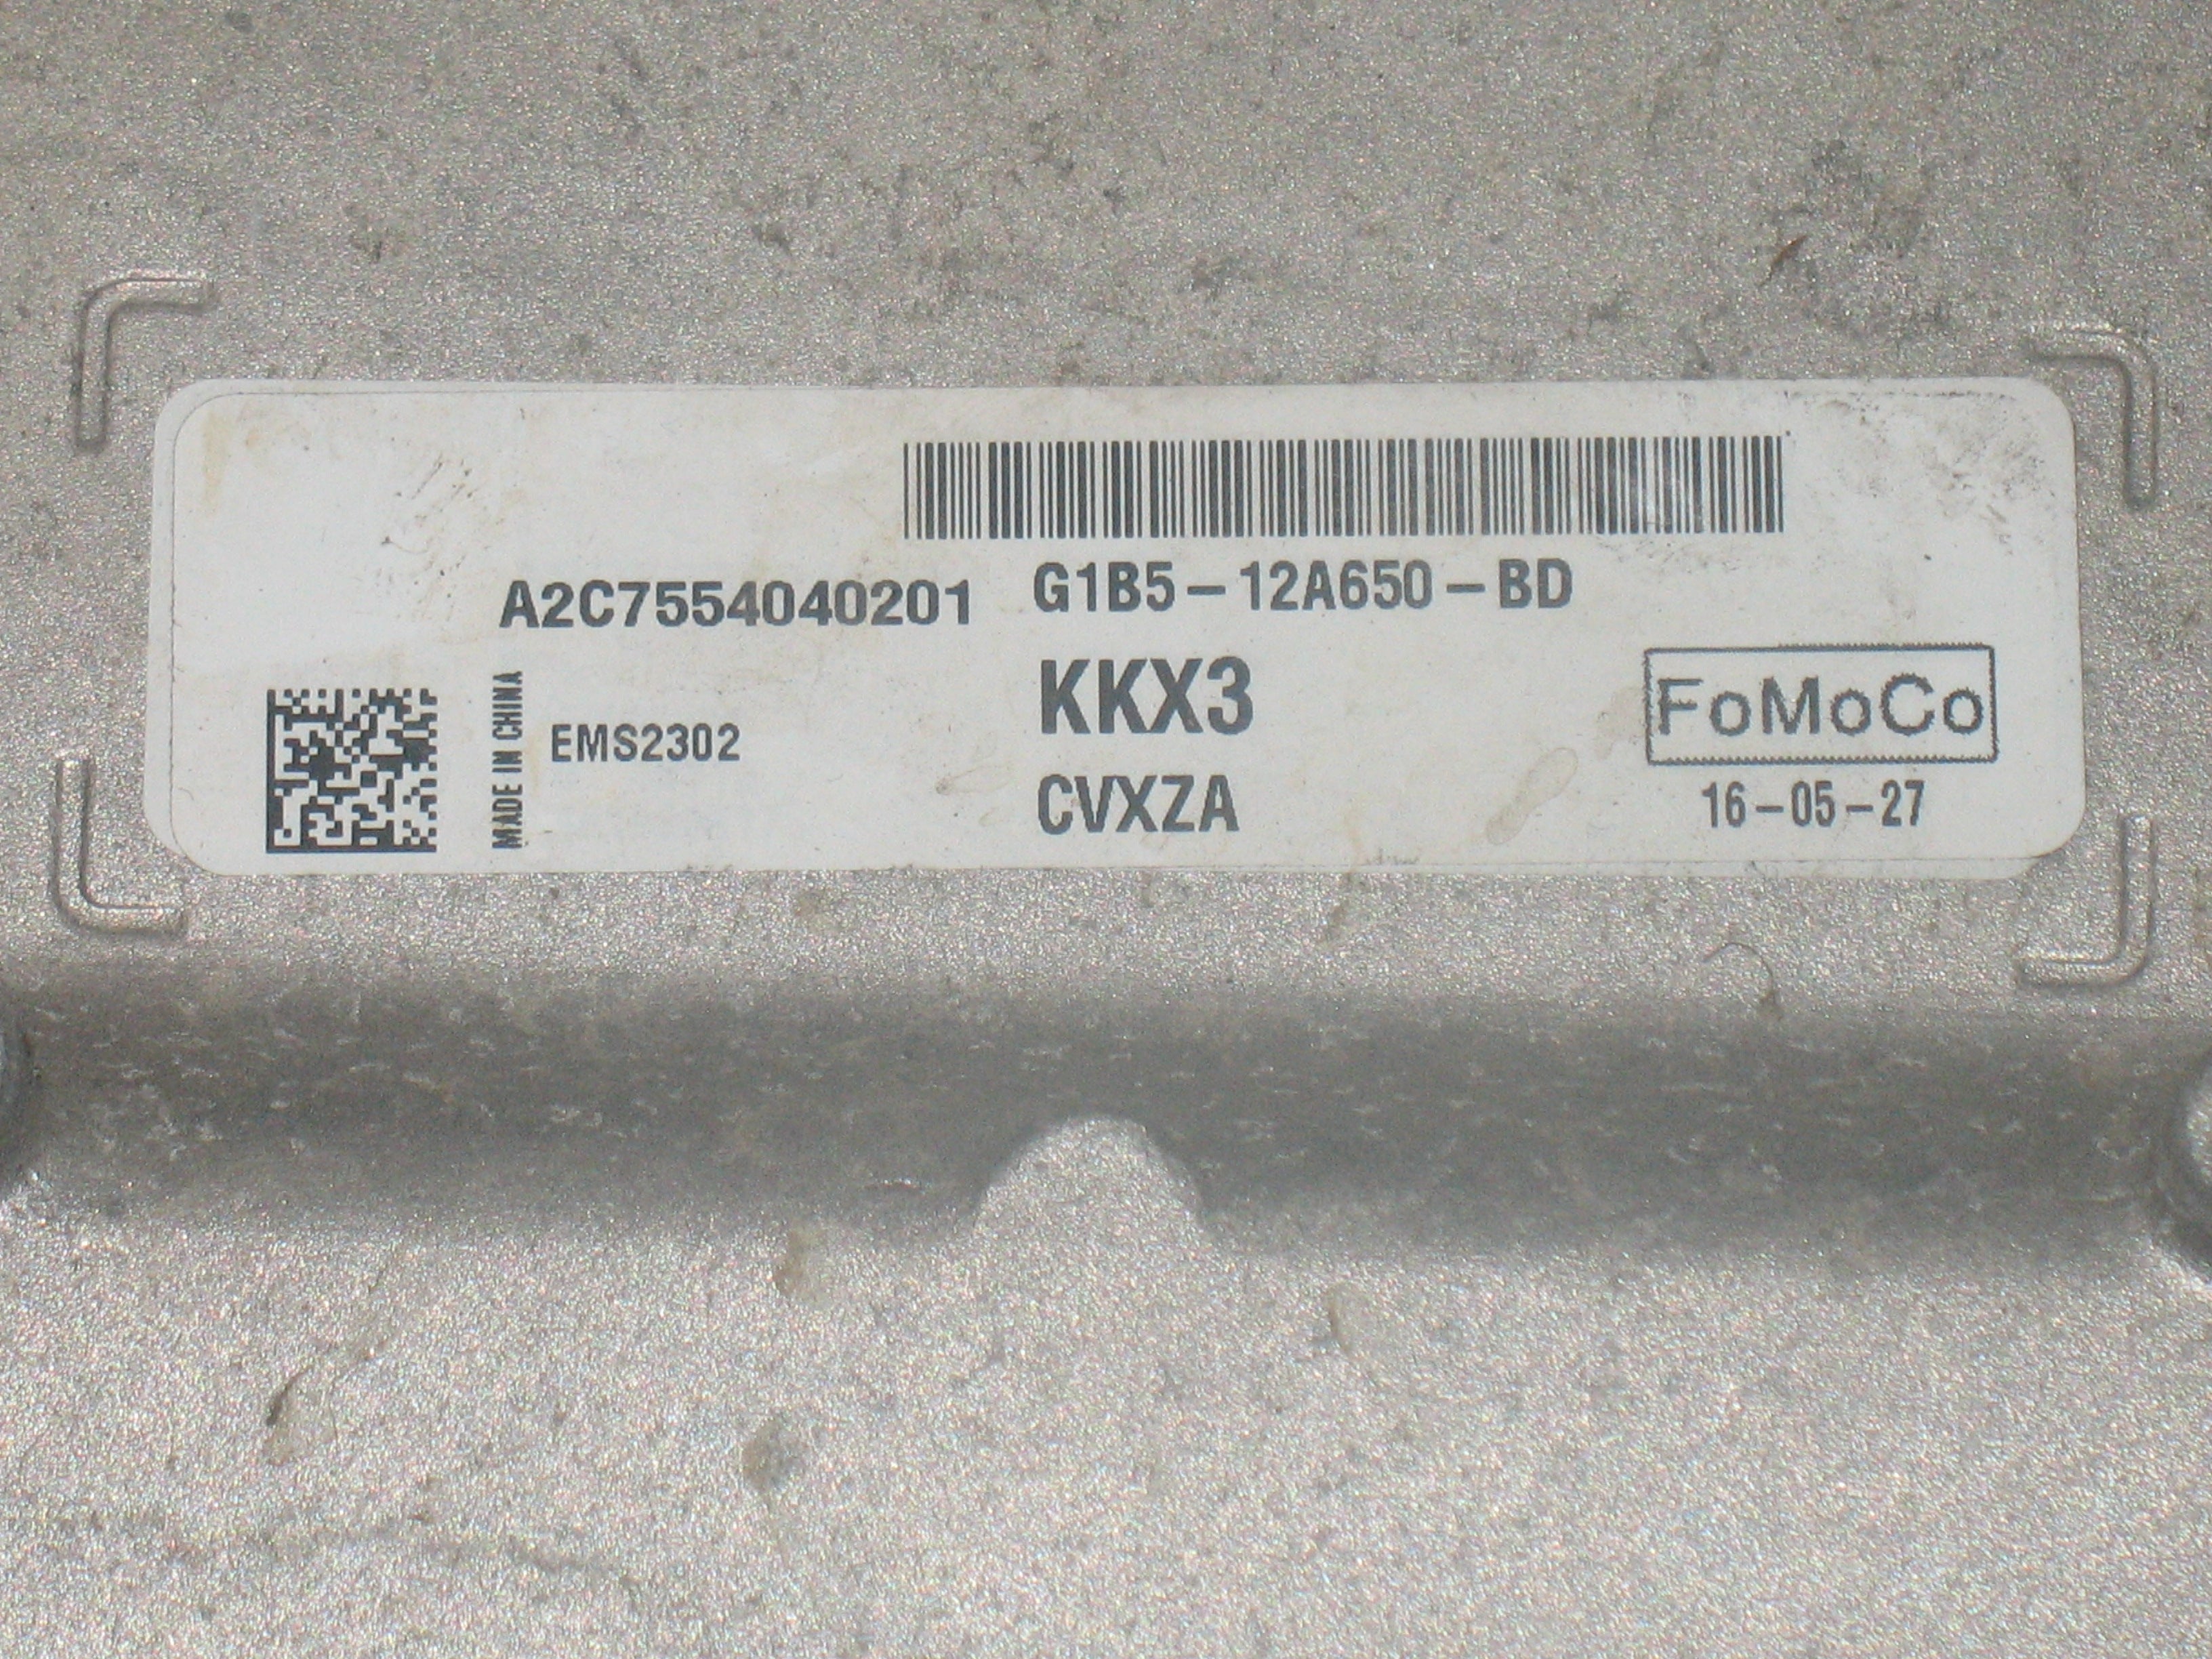 A2C7554040201 G1B5-12A650-BD
MADE IN CHINA
EMS2302
KKX3
CVXZA
FoMoCo
16-05-27